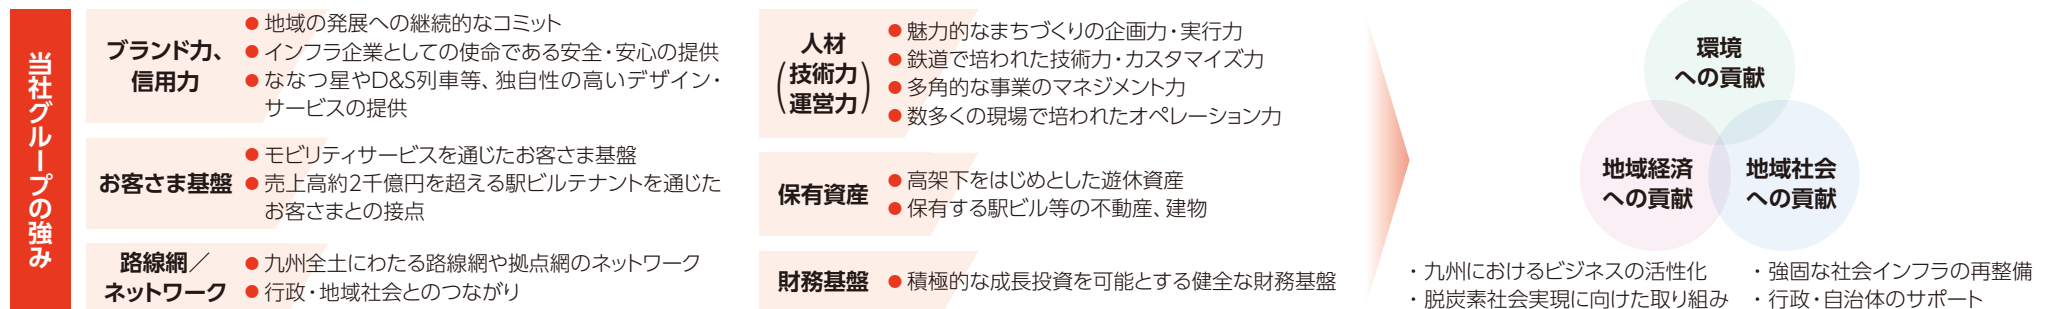 当社グループの強み
ブランド力、
信用力
● 地域の発展への継続的なコミット
● インフラ企業としての使命である安全・安心の提供
● ななつ星やD&S列車等、独自性の高いデザイン・
サービスの提供
お客さま基盤
● モビリティサービスを通じたお客さま基盤
● 売上高約2千億円を超える駅ビルテナントを通じた
お客さまとの接点
路線網／
ネットワーク
● 九州全土にわたる路線網や拠点網のネットワーク
● 行政・地域社会とのつながり
人材
(技術力
運営力)
● 魅力的なまちづくりの企画力・実行力
● 鉄道で培われた技術力・カスタマイズ力
● 多角的な事業のマネジメント力
● 数多くの現場で培われたオペレーション力
保有資産
● 高架下をはじめとした遊休資産
● 保有する駅ビル等の不動産、建物
財務基盤
● 積極的な成長投資を可能とする健全な財務基盤
環境
への貢献
地域経済
への貢献
地域社会
への貢献
・九州におけるビジネスの活性化
・脱炭素社会実現に向けた取り組み
・強固な社会インフラの再整備
・行政・自治体のサポート